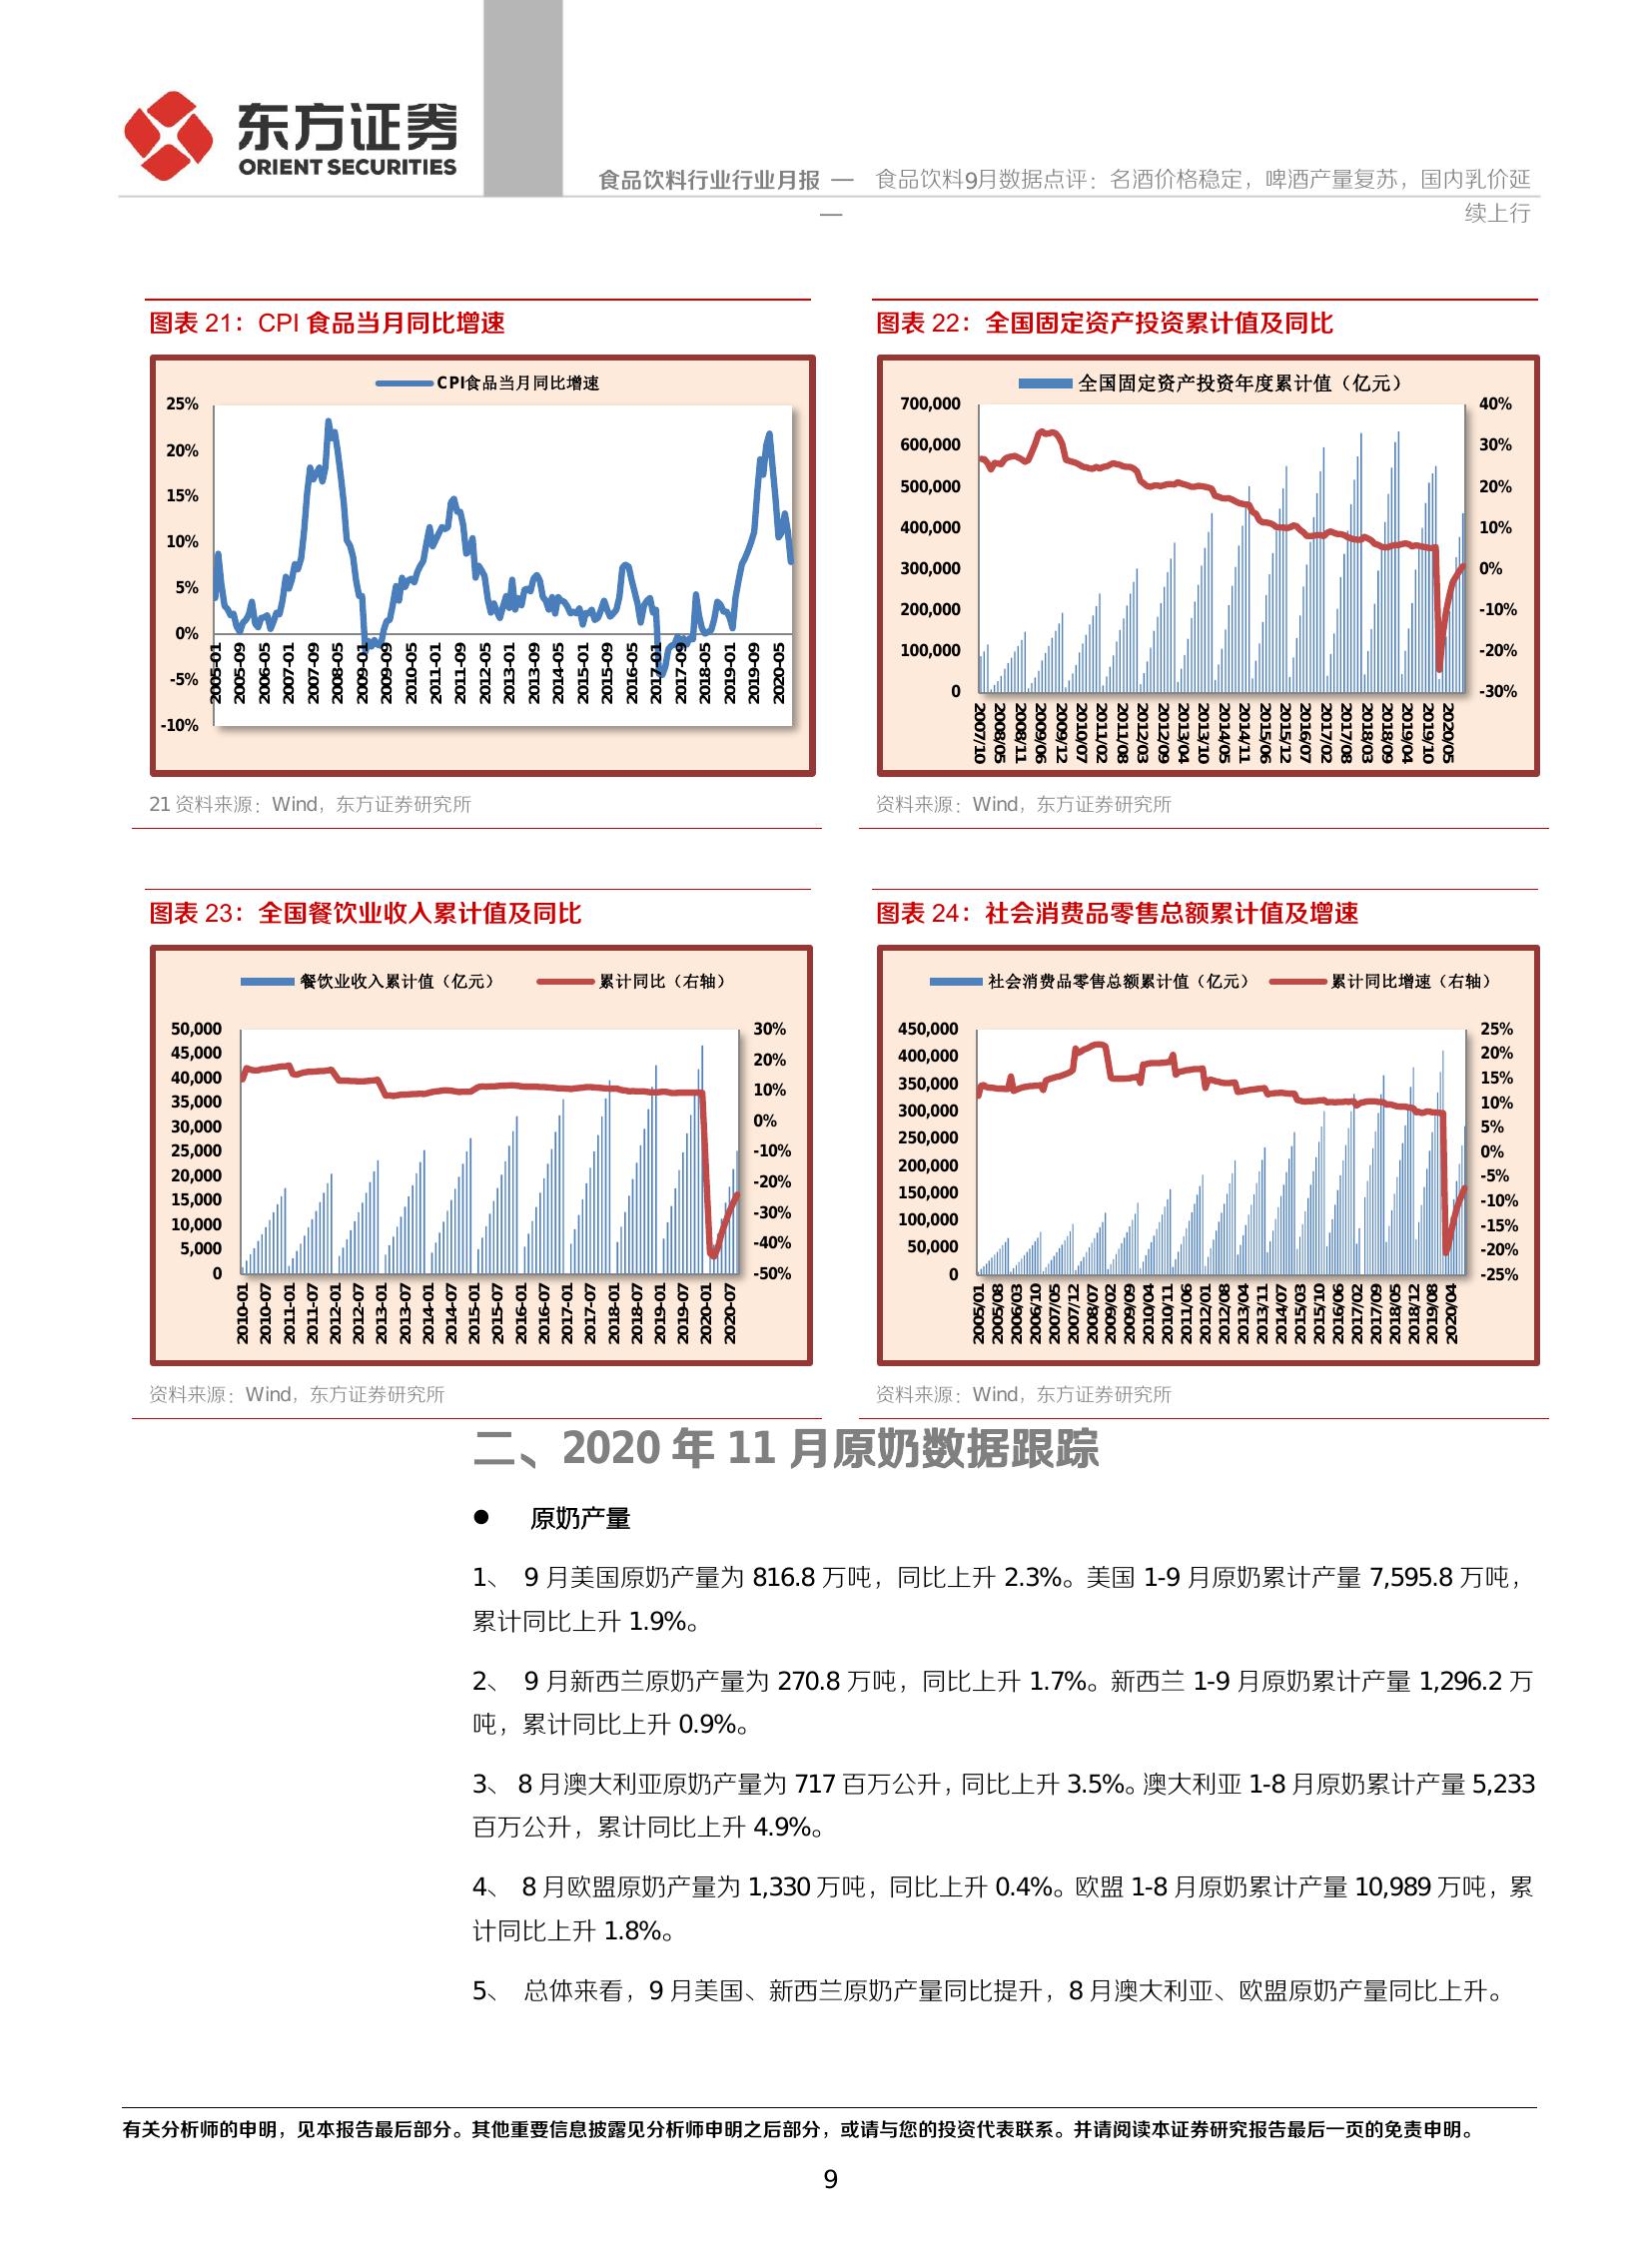 东方证券
ORIENT SECURITIES
食品饮料行业行业月报 — 食品饮料9月数据点评：名酒价格稳定，啤酒产量复苏，国内乳价延
— 续上行
图表 21：CPI 食品当月同比增速
CPI食品当月同比增速
25%
20%
15%
10%
5%
0%
-5%
-10%
2005-01 2005-09 2006-05 2007-01 2007-09 2008-05 2009-01 2009-09 2010-05 2011-01 2011-09 2012-05 2013-01 2013-09 2014-05 2015-01 2015-09 2016-05 2017-01 2017-09 2018-05 2019-01 2019-09 2020-05
21 资料来源：Wind，东方证券研究所
图表 22：全国固定资产投资累计值及同比
全国固定资产投资年度累计值（亿元）
700,000 40%
600,000 30%
500,000 20%
400,000 10%
300,000 0%
200,000 -10%
100,000 -20%
0 -30%
2007/10 2008/05 2008/11 2009/06 2009/12 2010/07 2011/02 2011/08 2012/03 2012/09 2013/04 2013/10 2014/05 2014/11 2015/06 2015/12 2016/07 2017/02 2017/08 2018/03 2018/09 2019/04 2019/10 2020/05
资料来源：Wind，东方证券研究所
图表 23：全国餐饮业收入累计值及同比
餐饮业收入累计值（亿元） 累计同比（右轴）
50,000
45,000
40,000
35,000
30,000
25,000
20,000
15,000
10,000
5,000
0
30%
20%
10%
0%
-10%
-20%
-30%
-40%
-50%
2010-01 2010-07 2011-01 2011-07 2012-01 2012-07 2013-01 2013-07 2014-01 2014-07 2015-01 2015-07 2016-01 2016-07 2017-01 2017-07 2018-01 2018-07 2019-01 2019-07 2020-01 2020-07
资料来源：Wind，东方证券研究所
图表 24：社会消费品零售总额累计值及增速
社会消费品零售总额累计值（亿元） 累计同比增速（右轴）
450,000
400,000
350,000
300,000
250,000
200,000
150,000
100,000
50,000
0
25%
20%
15%
10%
5%
0%
-5%
-10%
-15%
-20%
-25%
2005/01 2005/08 2006/03 2006/10 2007/05 2007/12 2008/07 2009/02 2009/09 2010/04 2010/11 2011/06 2012/01 2012/08 2013/04 2013/11 2014/07 2015/03 2015/10 2016/06 2017/02 2017/09 2018/05 2018/12 2019/08 2020/04
资料来源：Wind，东方证券研究所
二、2020 年 11 月原奶数据跟踪
● 原奶产量
1、 9 月美国原奶产量为 816.8 万吨，同比上升 2.3%。美国 1-9 月原奶累计产量 7,595.8 万吨，
累计同比上升 1.9%。
2、 9 月新西兰原奶产量为 270.8 万吨，同比上升 1.7%。新西兰 1-9 月原奶累计产量 1,296.2 万
吨，累计同比上升 0.9%。
3、 8 月澳大利亚原奶产量为 717 百万公升，同比上升 3.5%。澳大利亚 1-8 月原奶累计产量 5,233
百万公升，累计同比上升 4.9%。
4、 8 月欧盟原奶产量为 1,330 万吨，同比上升 0.4%。欧盟 1-8 月原奶累计产量 10,989 万吨，累
计同比上升 1.8%。
5、 总体来看，9 月美国、新西兰原奶产量同比提升，8 月澳大利亚、欧盟原奶产量同比上升。
有关分析师的申明，见本报告最后部分。其他重要信息披露见分析师申明之后部分，或请与您的投资代表联系。并请阅读本证券研究报告最后一页的免责申明。
9